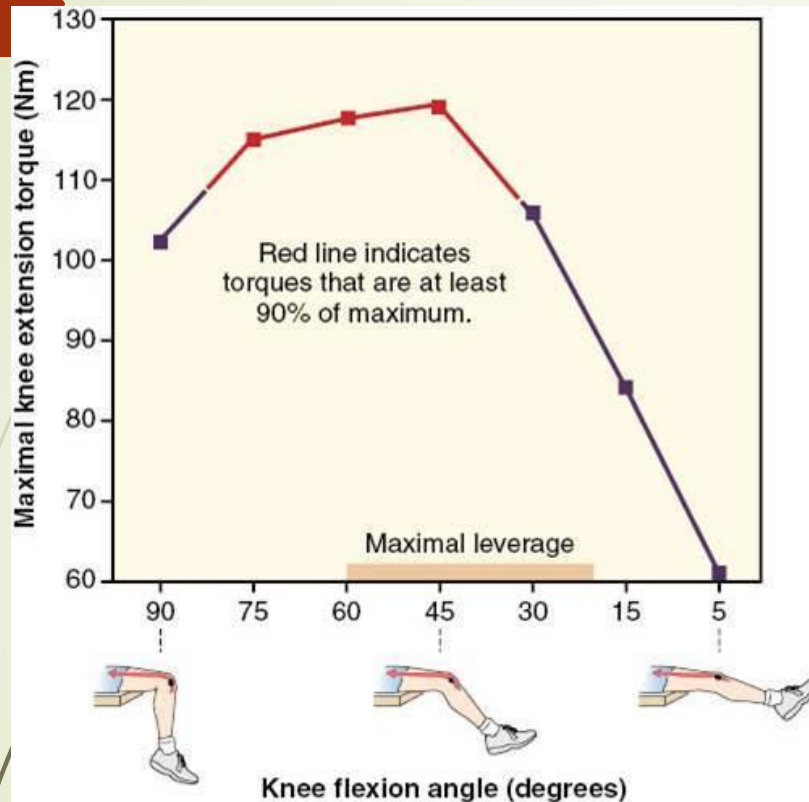 130
120
110
100
90
80
70
60
Maximal knee extension torque (Nm)
Red line indicates
torques that are at least
90% of maximum.
Maximal leverage
90 75 60 45 30 15 5
Knee flexion angle (degrees)